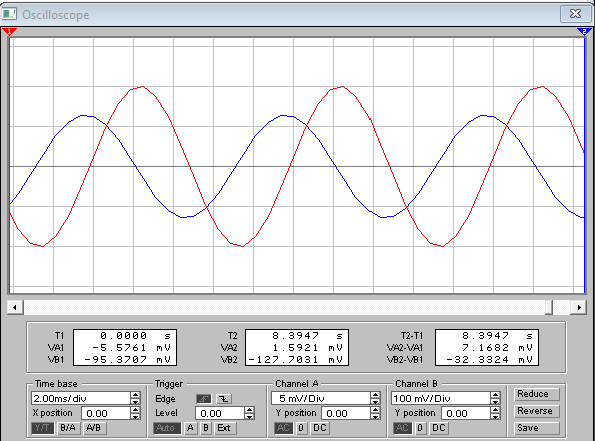 Oscilloscope
1 2
T1 0.0000 s T2 8.3947 s T2-T1 8.3947 s
VA1 -5.5761 mV VA2 1.5921 mV VA2-VA1 7.1682 mV
VB1 -95.3707 mV VB2 -127.7031 mV VB2-VB1 -32.3324 mV
Time base Trigger Channel A Channel B Reduce
2.00ms/div Edge 5 mV/Div 100 mV/Div
X position 0.00 Level 0.00 Y position 0.00 Y position 0.00 Reverse
Y/T B/A A/B Auto A B Ext AC 0 DC AC 0 DC Save